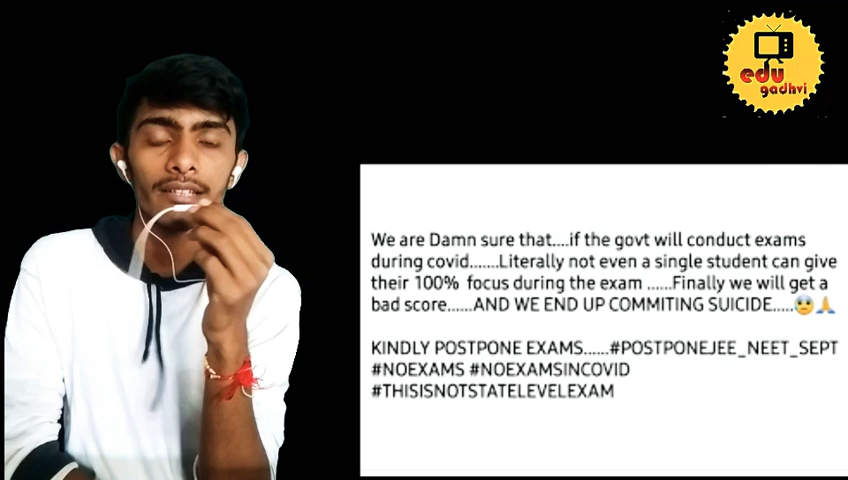 edu
gadhvi
We are Damn sure that....if the govt will conduct exams
during covid.......Literally not even a single student can give
their 100% focus during the exam ......Finally we will get a
bad score......AND WE END UP COMMITING SUICIDE.....😰🙏
KINDLY POSTPONE EXAMS......#POSTPONEJEE_NEET_SEPT
#NOEXAMS #NOEXAMSINCOVID
#THISISNOTSTATELEVELEXAM